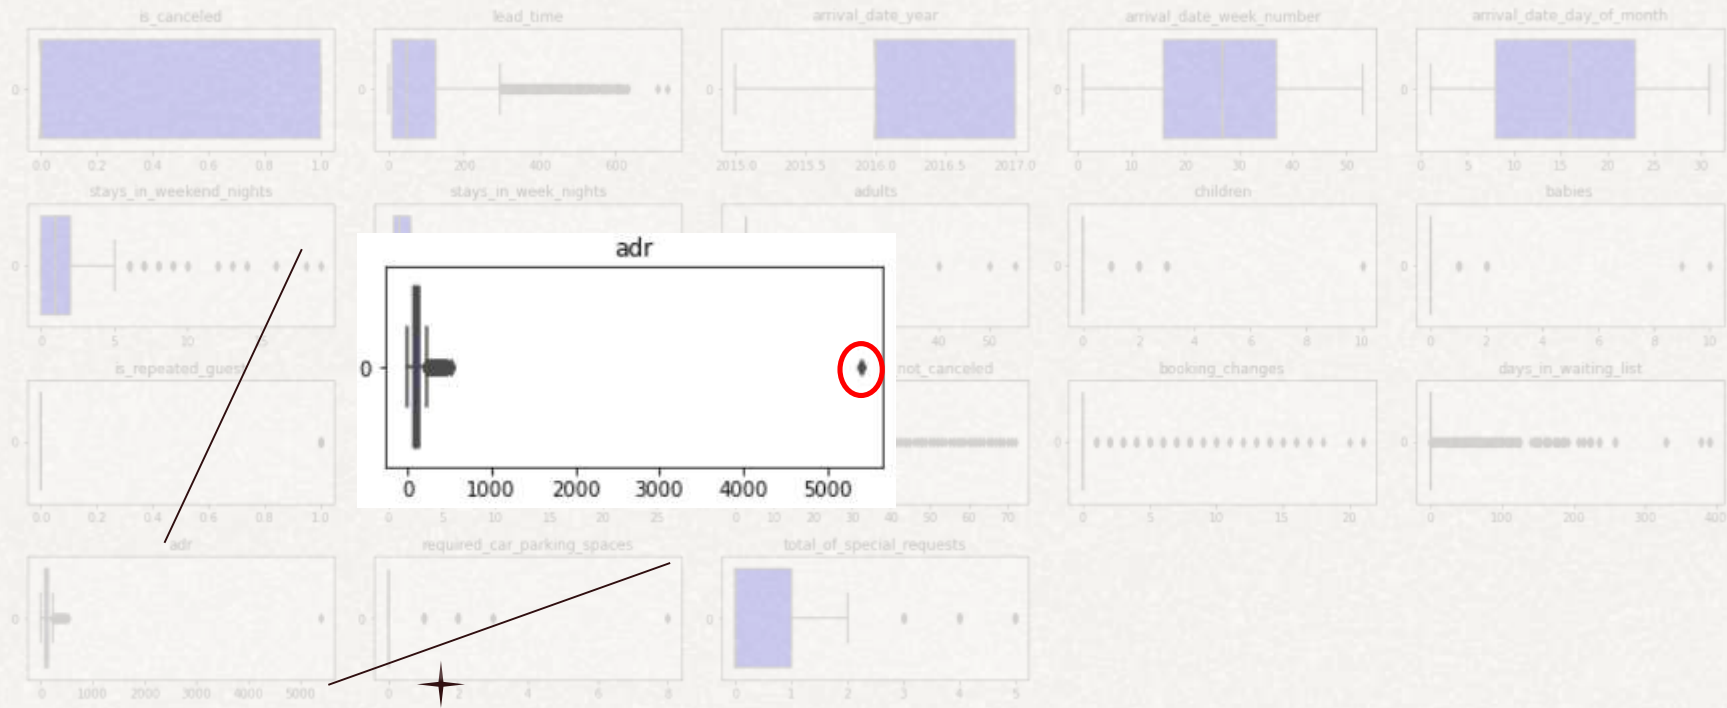 is_canceled lead_time arrival_date_year arrival_date_week_number arrival_date_day_of_month
0 0 0 0 0
0.0 0.2 0.4 0.6 0.8 1.0 0 200 400 600 2015.0 2015.5 2016.0 2016.5 2017.0 0 10 20 30 40 50 0 5 10 15 20 25 30
stays_in_weekend_nights stays_in_week_nights adults children babies
0 0 0
0 5 10 40 50 0 2 4 6 8 10 0 2 4 6 8 10
adr
0
0 1000 2000 3000 4000 5000
is_repeated_guest not_canceled booking_changes days_in_waiting_list
0 0 0
0.0 0.2 0.4 0.6 0.8 1.0 0 5 10 15 20 25 0 10 20 30 40 50 60 70 0 5 10 15 20 0 100 200 300 400
adr required_car_parking_spaces total_of_special_requests
0 0 0
0 1000 2000 3000 4000 5000 0 2 4 6 8 0 1 2 3 4 5